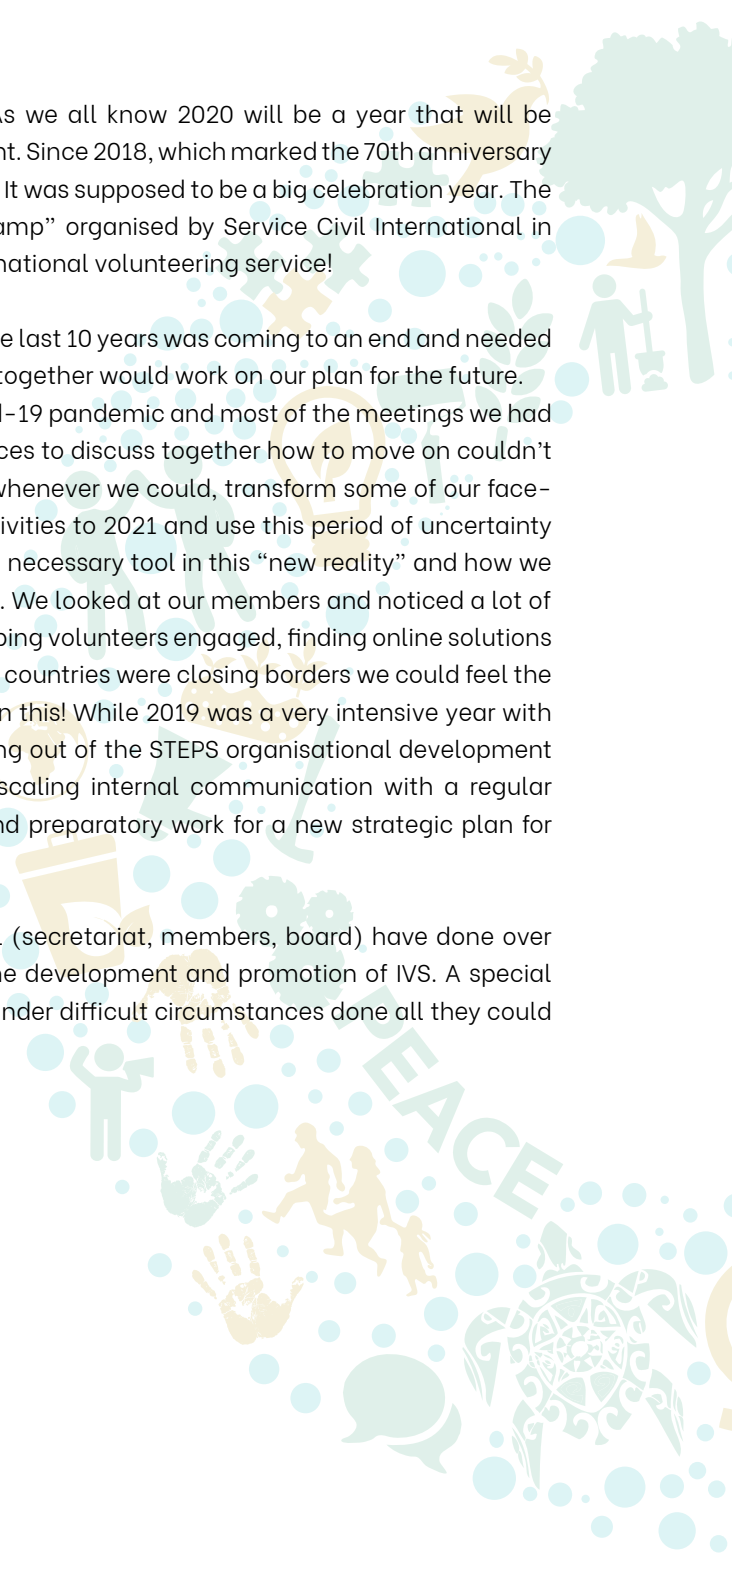 As we all know 2020 will be a year that will be
nt. Since 2018, which marked the 70th anniversary
It was supposed to be a big celebration year. The
amp” organised by Service Civil International in
national volunteering service!
e last 10 years was coming to an end and needed
together would work on our plan for the future.
d-19 pandemic and most of the meetings we had
ces to discuss together how to move on couldn’t
whenever we could, transform some of our face-
ivities to 2021 and use this period of uncertainty
necessary tool in this “new reality” and how we
. We looked at our members and noticed a lot of
ping volunteers engaged, finding online solutions
countries were closing borders we could feel the
n this! While 2019 was a very intensive year with
ng out of the STEPS organisational development
scaling internal communication with a regular
nd preparatory work for a new strategic plan for
(secretariat, members, board) have done over
he development and promotion of IVS. A special
nder difficult circumstances done all they could
PEACE